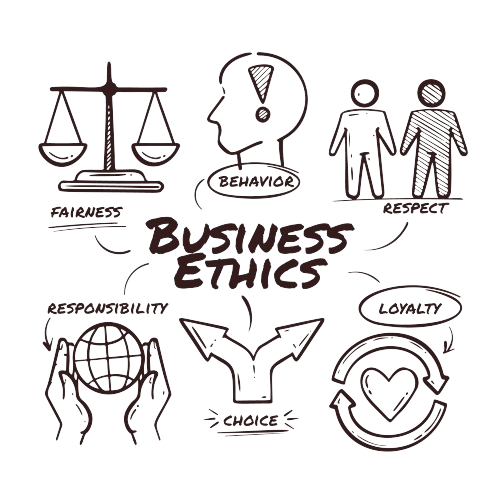 BEHAVIOR
FAIRNESS
RESPECT
BUSINESS
ETHICS
RESPONSIBILITY
LOYALTY
CHOICE